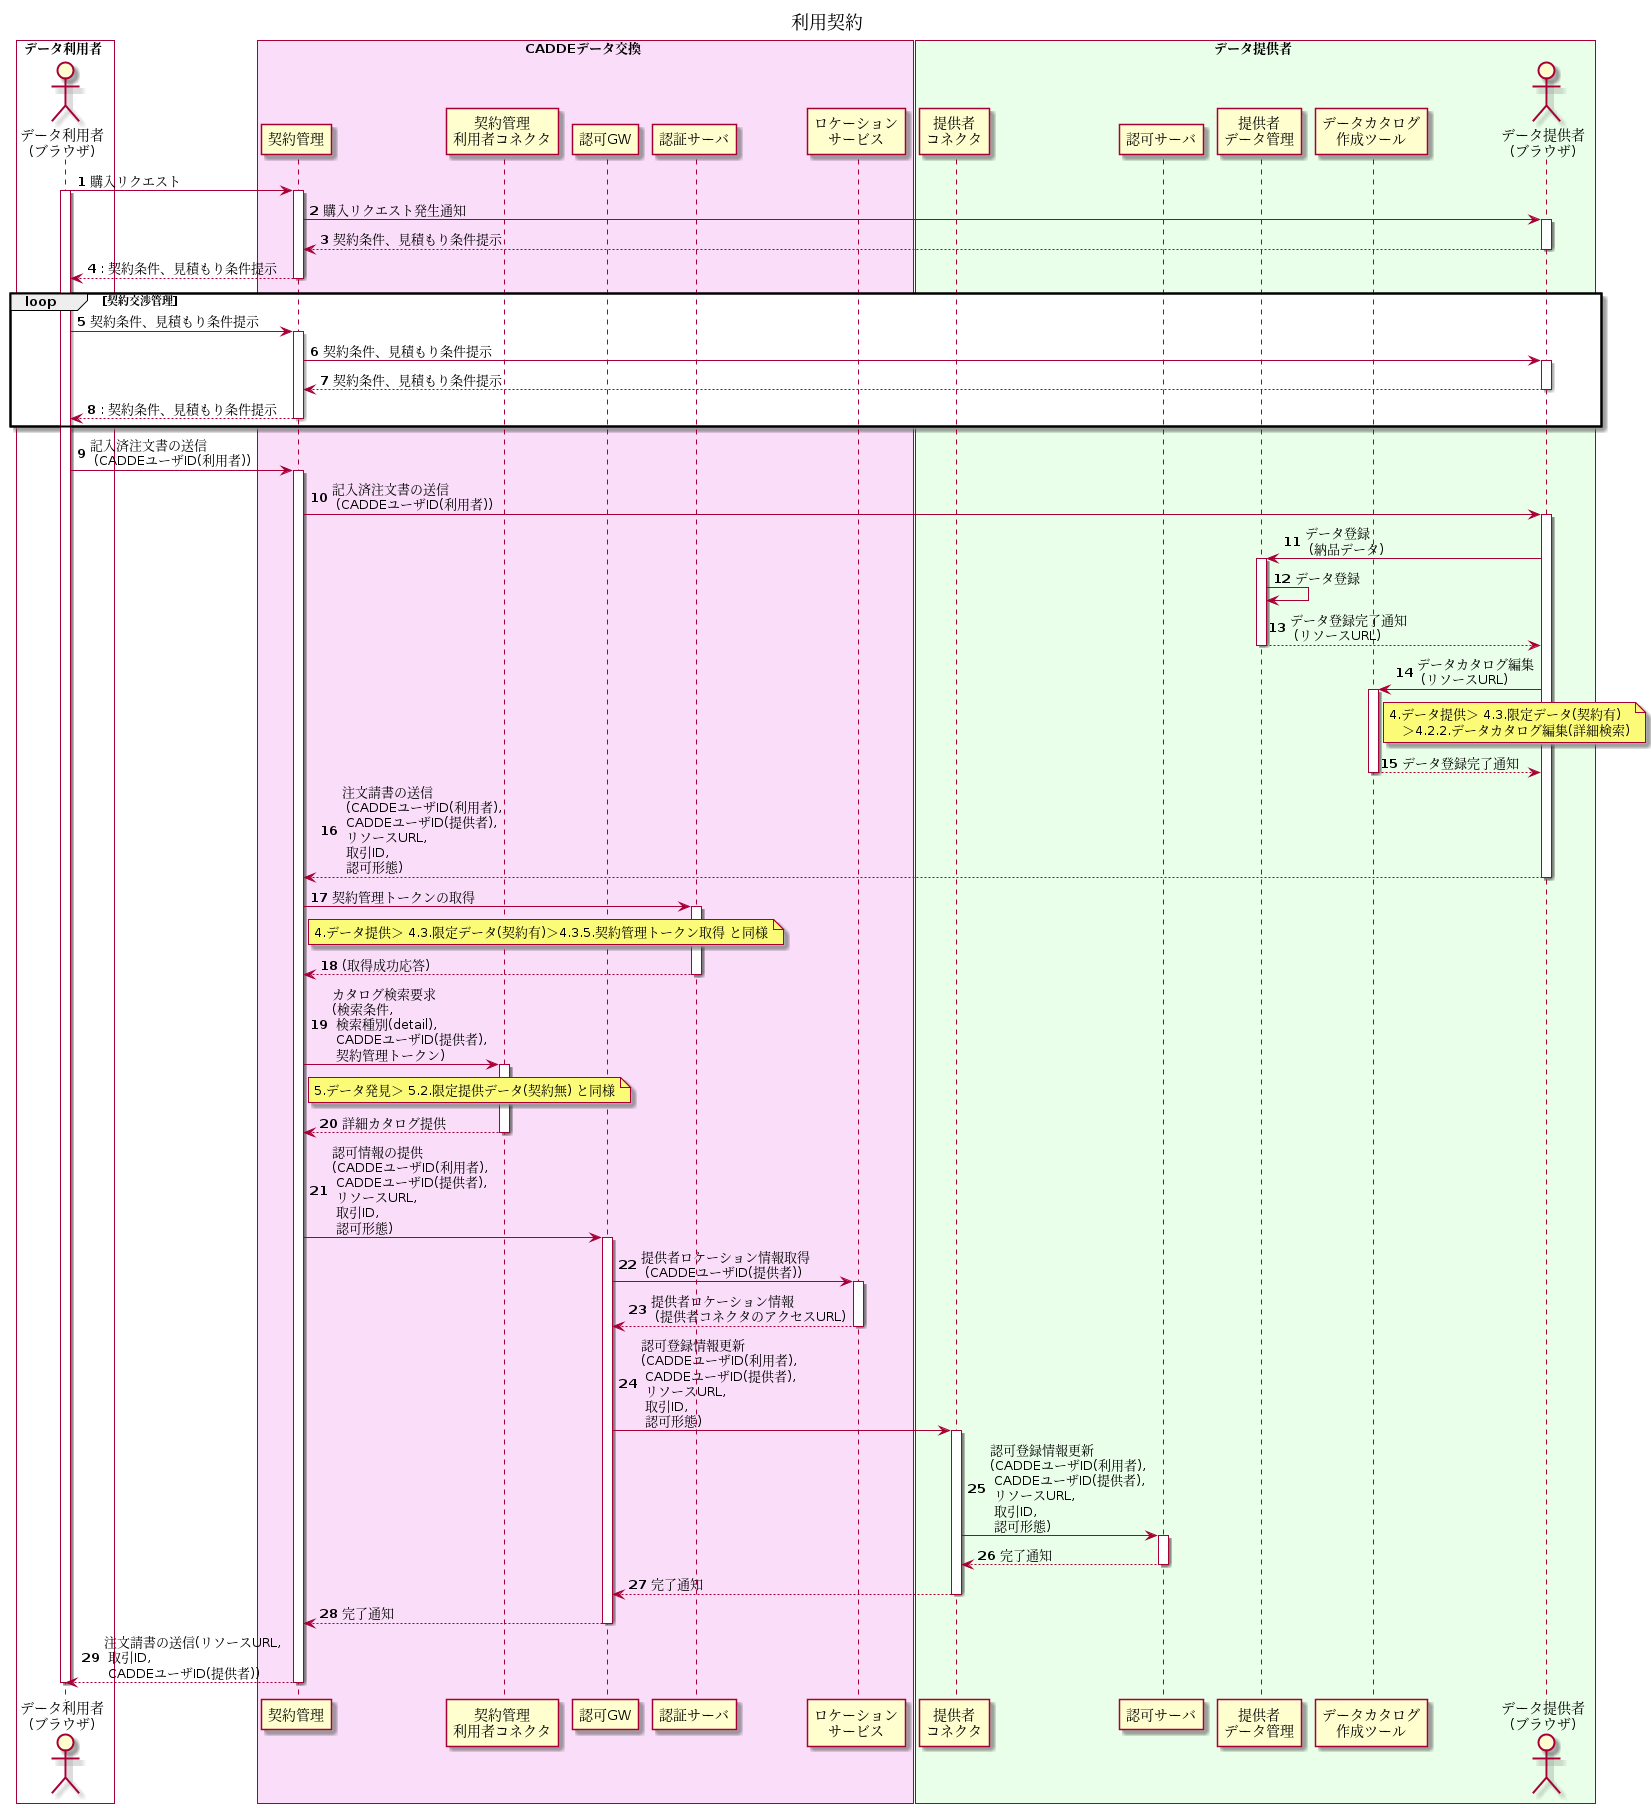 利用契約
データ利用者
CADDEデータ交換
データ提供者
データ利用者
(ブラウザ)
契約管理
契約管理
利用者コネクタ
認可GW
認証サーバ
ロケーション
サービス
提供者
コネクタ
認可サーバ
提供者
データ管理
データカタログ
作成ツール
データ提供者
(ブラウザ)
1 購入リクエスト
2 購入リクエスト発生通知
3 契約条件、見積もり条件提示
4 : 契約条件、見積もり条件提示
loop [契約交渉管理]
5 契約条件、見積もり条件提示
6 契約条件、見積もり条件提示
7 契約条件、見積もり条件提示
8 : 契約条件、見積もり条件提示
9 記入済注文書の送信
(CADDEユーザID(利用者))
10 記入済注文書の送信
(CADDEユーザID(利用者))
11 データ登録
(納品データ)
12 データ登録
13 データ登録完了通知
(リソースURL)
14 データカタログ編集
(リソースURL)
4.データ提供＞ 4.3.限定データ(契約有)
＞4.2.2.データカタログ編集(詳細検索)
15 データ登録完了通知
16 注文請書の送信
(CADDEユーザID(利用者),
CADDEユーザID(提供者),
リソースURL,
取引ID,
認可形態)
17 契約管理トークンの取得
4.データ提供＞ 4.3.限定データ(契約有)＞4.3.5.契約管理トークン取得 と同様
18 (取得成功応答)
19 カタログ検索要求
(検索条件,
検索種別(detail),
CADDEユーザID(提供者),
契約管理トークン)
5.データ発見＞ 5.2.限定提供データ(契約無) と同様
20 詳細カタログ提供
21 認可情報の提供
(CADDEユーザID(利用者),
CADDEユーザID(提供者),
リソースURL,
取引ID,
認可形態)
22 提供者ロケーション情報取得
(CADDEユーザID(提供者))
23 提供者ロケーション情報
(提供者コネクタのアクセスURL)
24 認可登録情報更新
(CADDEユーザID(利用者),
CADDEユーザID(提供者),
リソースURL,
取引ID,
認可形態)
25 認可登録情報更新
(CADDEユーザID(利用者),
CADDEユーザID(提供者),
リソースURL,
取引ID,
認可形態)
26 完了通知
27 完了通知
28 完了通知
29 注文請書の送信(リソースURL,
取引ID,
CADDEユーザID(提供者))
データ利用者
(ブラウザ)
契約管理
契約管理
利用者コネクタ
認可GW
認証サーバ
ロケーション
サービス
提供者
コネクタ
認可サーバ
提供者
データ管理
データカタログ
作成ツール
データ提供者
(ブラウザ)